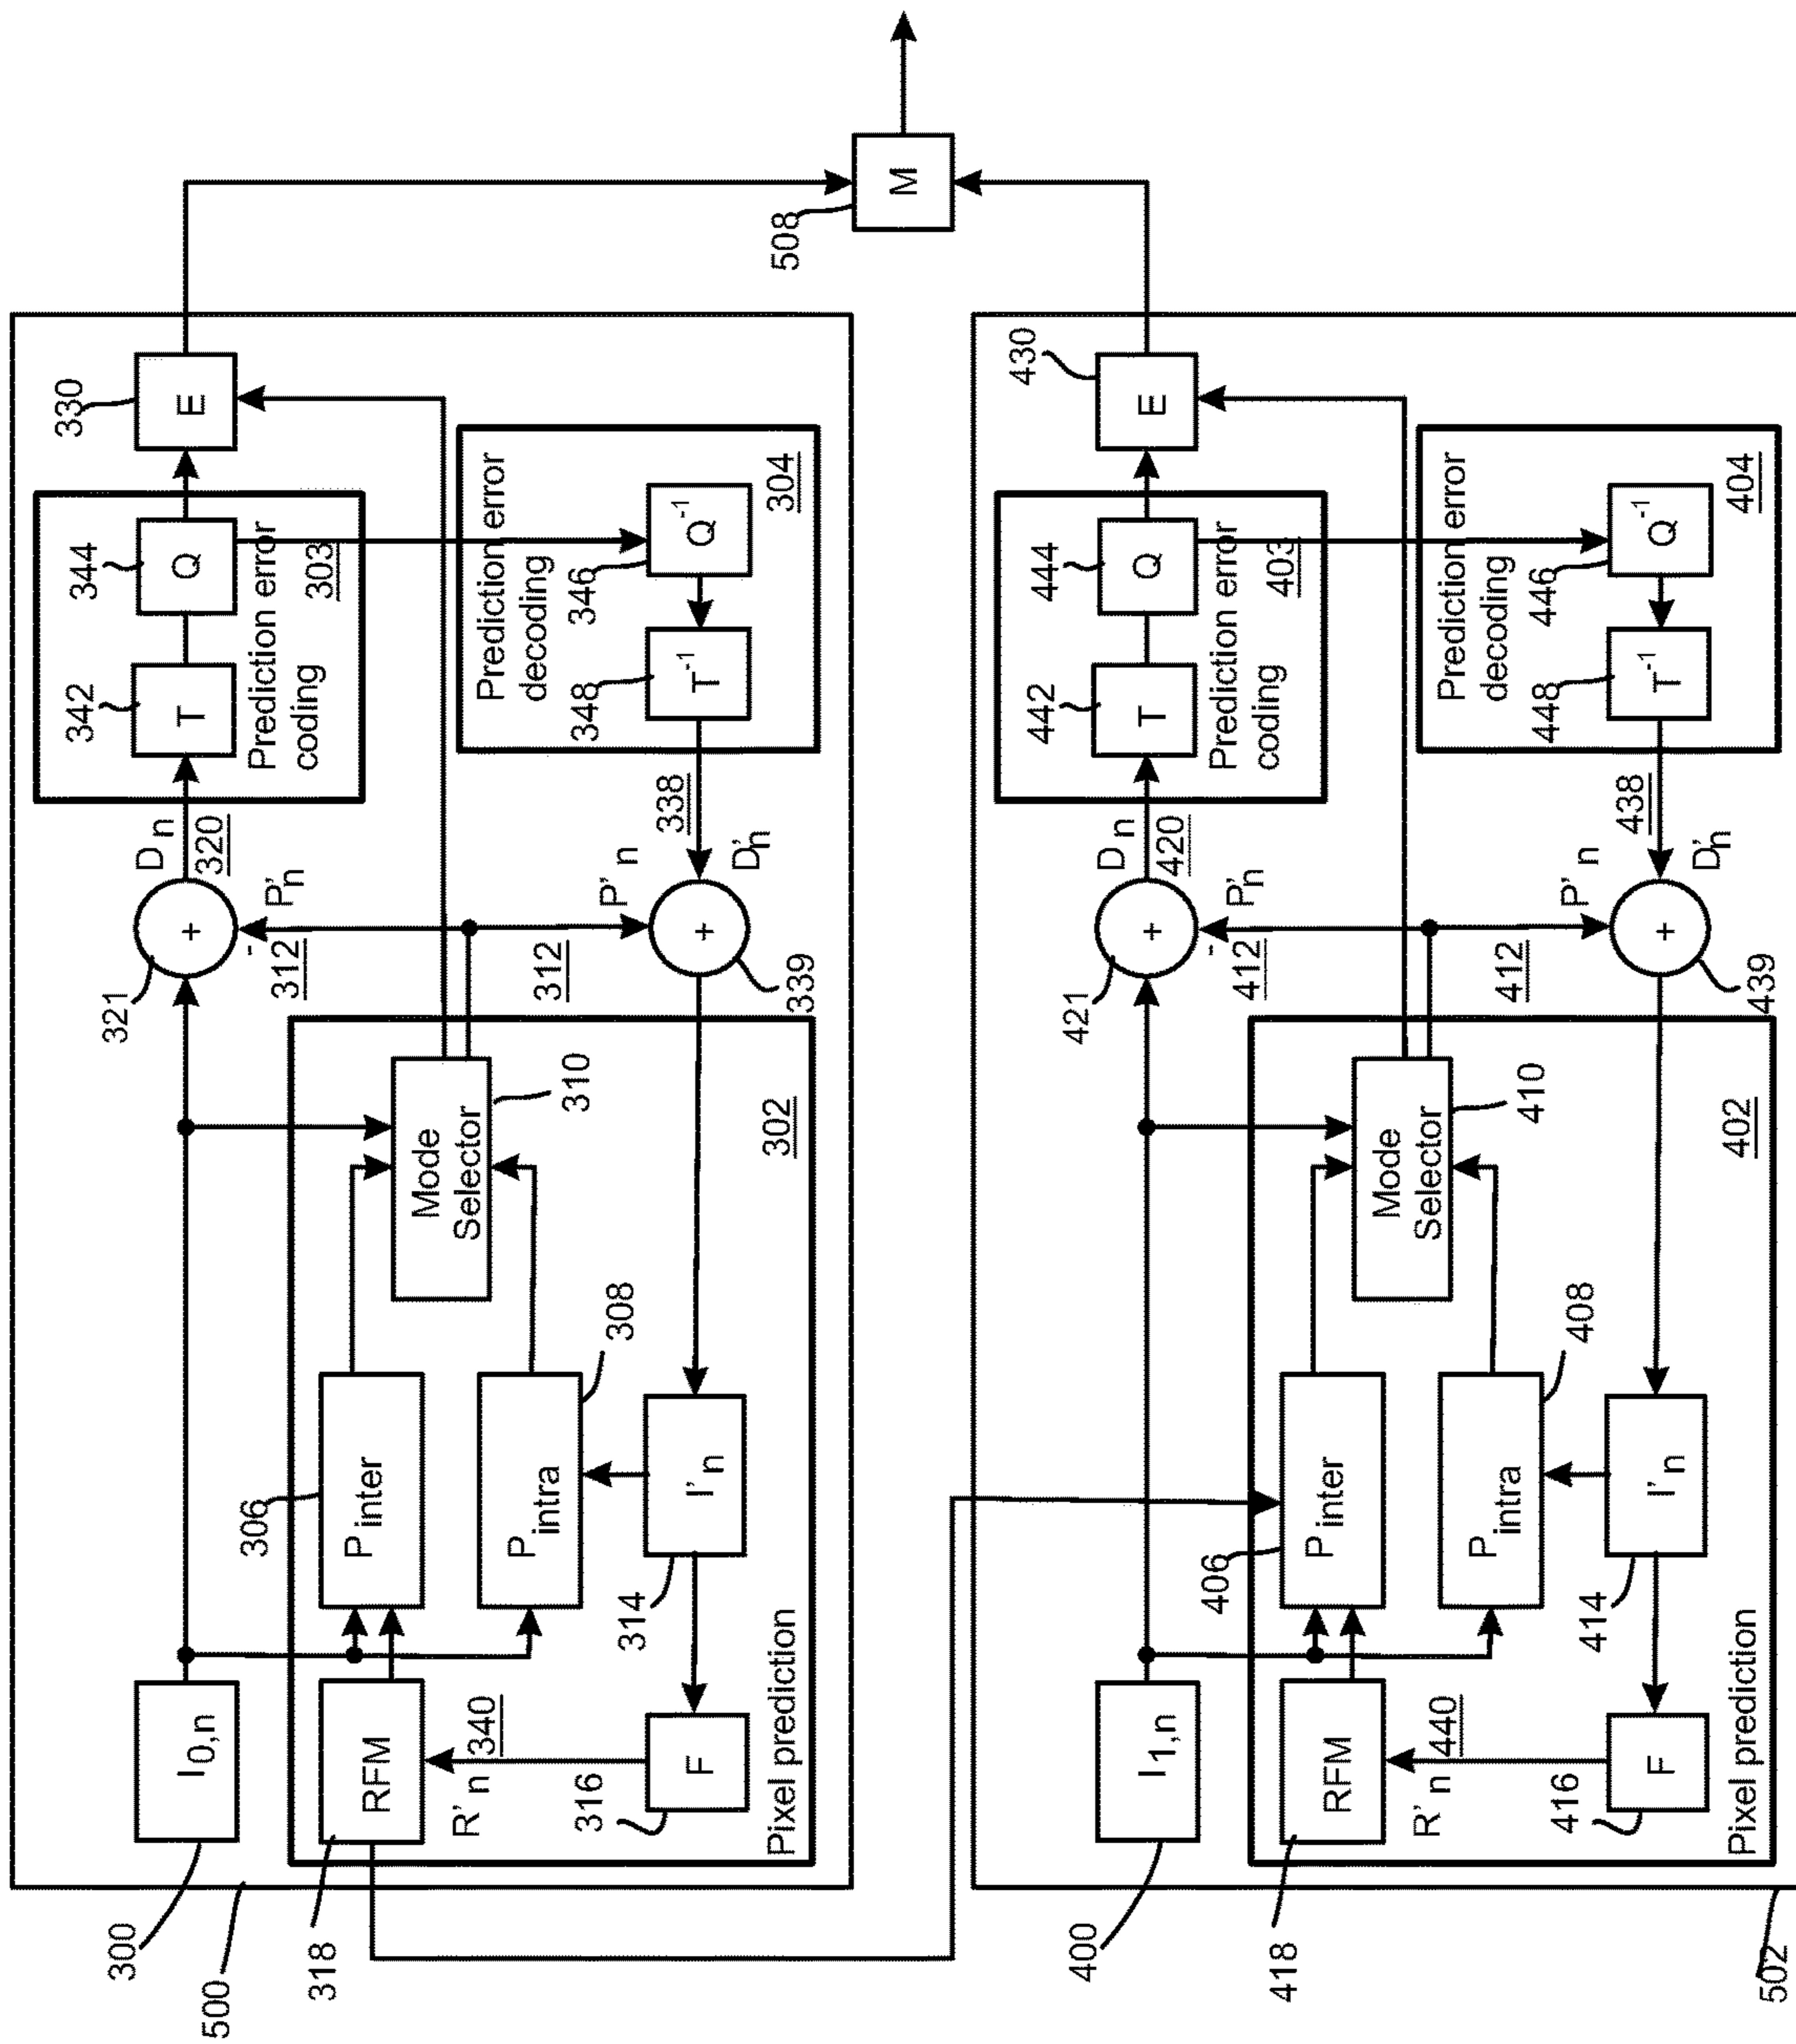 500
300
I0,n
321
+
Dn
320
-
P'n
312
342
T
344
Q
Prediction error
coding
303
330
E
318
RFM
R'n
340
316
F
306
Pinter
308
Pintra
314
I'n
Mode
Selector
310
302
Pixel prediction
312
P'n
+
339
338
D'n
Prediction error
decoding
348
T-1
346
Q-1
304
508
M
502
400
I1,n
421
+
Dn
420
-
P'n
412
442
T
444
Q
Prediction error
coding
403
430
E
418
RFM
R'n
440
416
F
406
Pinter
408
Pintra
414
I'n
Mode
Selector
410
402
Pixel prediction
412
P'n
+
439
438
D'n
Prediction error
decoding
448
T-1
446
Q-1
404